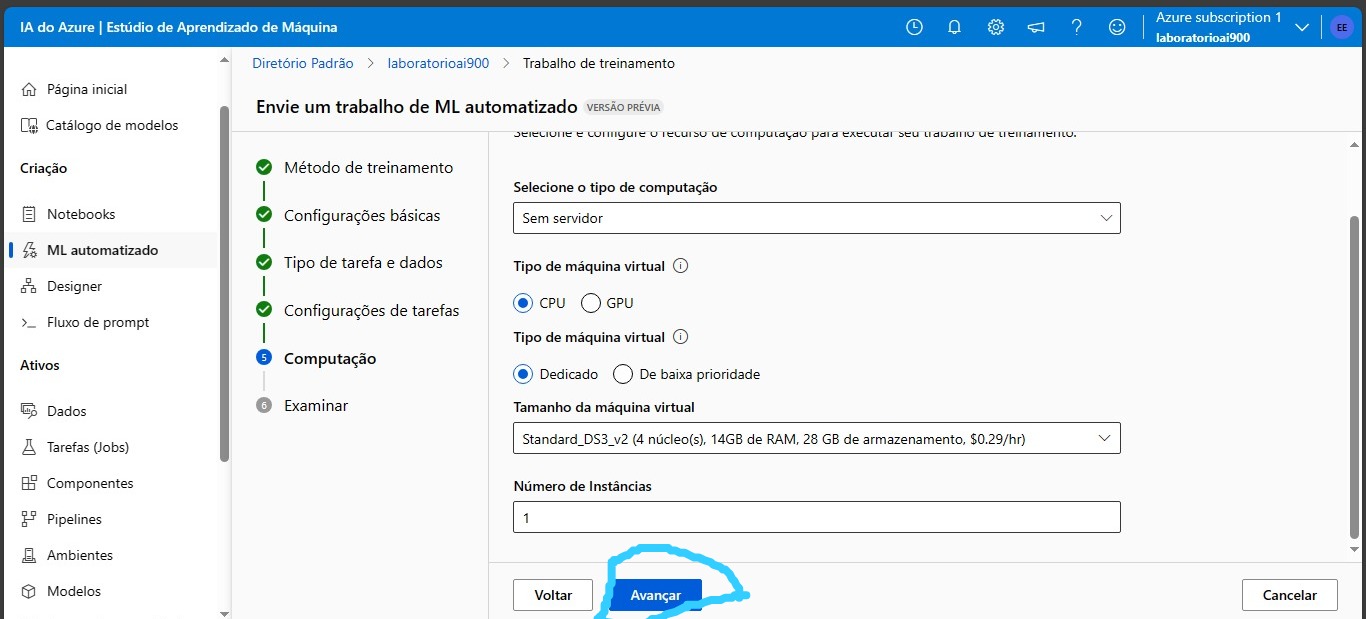 IA do Azure | Estúdio de Aprendizado de Máquina
Azure subscription 1
laboratorioai900
EE
Página inicial
Catálogo de modelos
Criação
Notebooks
ML automatizado
Designer
Fluxo de prompt
Ativos
Dados
Tarefas (Jobs)
Componentes
Pipelines
Ambientes
Modelos
Diretório Padrão > laboratorioai900 > Trabalho de treinamento
Envie um trabalho de ML automatizado VERSÃO PRÉVIA
Método de treinamento
Configurações básicas
Tipo de tarefa e dados
Configurações de tarefas
5 Computação
6 Examinar
Selecione e configure o recurso de computação para executar seu trabalho de treinamento.
Selecione o tipo de computação
Sem servidor
Tipo de máquina virtual
CPU GPU
Tipo de máquina virtual
Dedicado De baixa prioridade
Tamanho da máquina virtual
Standard_DS3_v2 (4 núcleo(s), 14GB de RAM, 28 GB de armazenamento, $0.29/hr)
Número de Instâncias
1
Voltar Avançar Cancelar